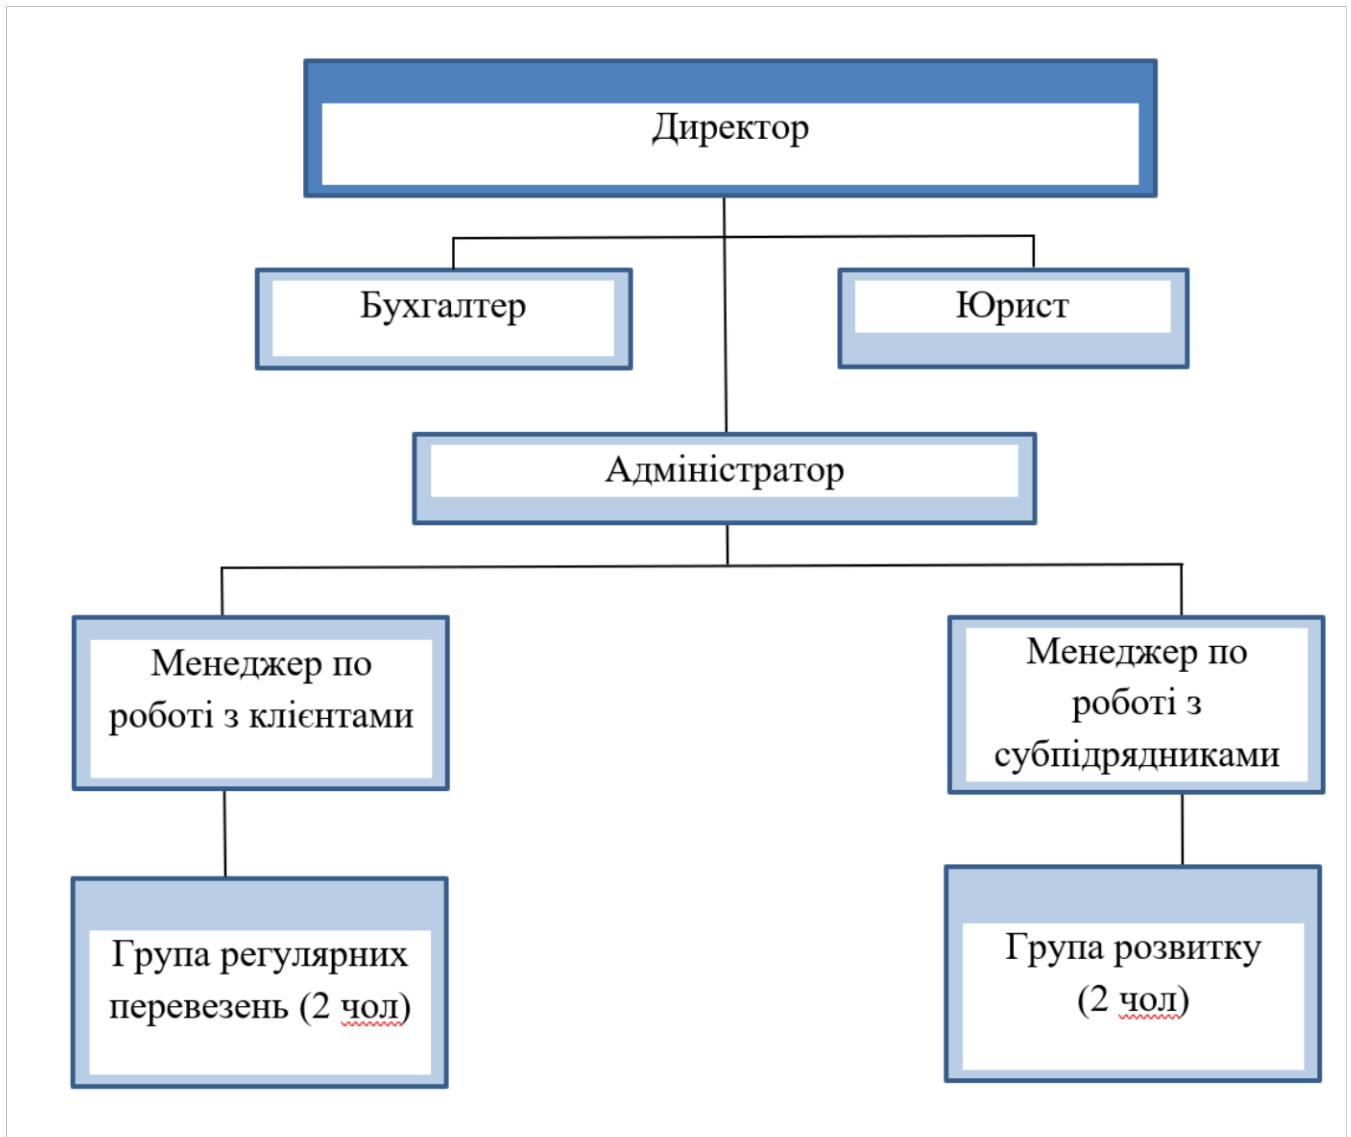 Директор
Бухгалтер
Юрист
Адміністратор
Менеджер по
роботі з клієнтами
Менеджер по
роботі з
субпідрядниками
Група регулярних
перевезень (2 чол)
Група розвитку
(2 чол)